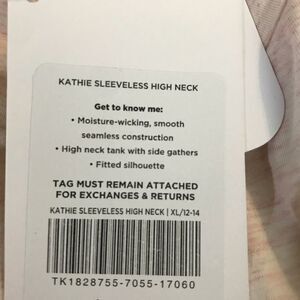 KATHIE SLEEVELESS HIGH NECK
Get to know me:
• Moisture-wicking, smooth
seamless construction
• High neck tank with side gathers
• Fitted silhouette
TAG MUST REMAIN ATTACHED
FOR EXCHANGES & RETURNS
KATHIE SLEEVELESS HIGH NECK | XL/12-14
TK1828755-7055-17060